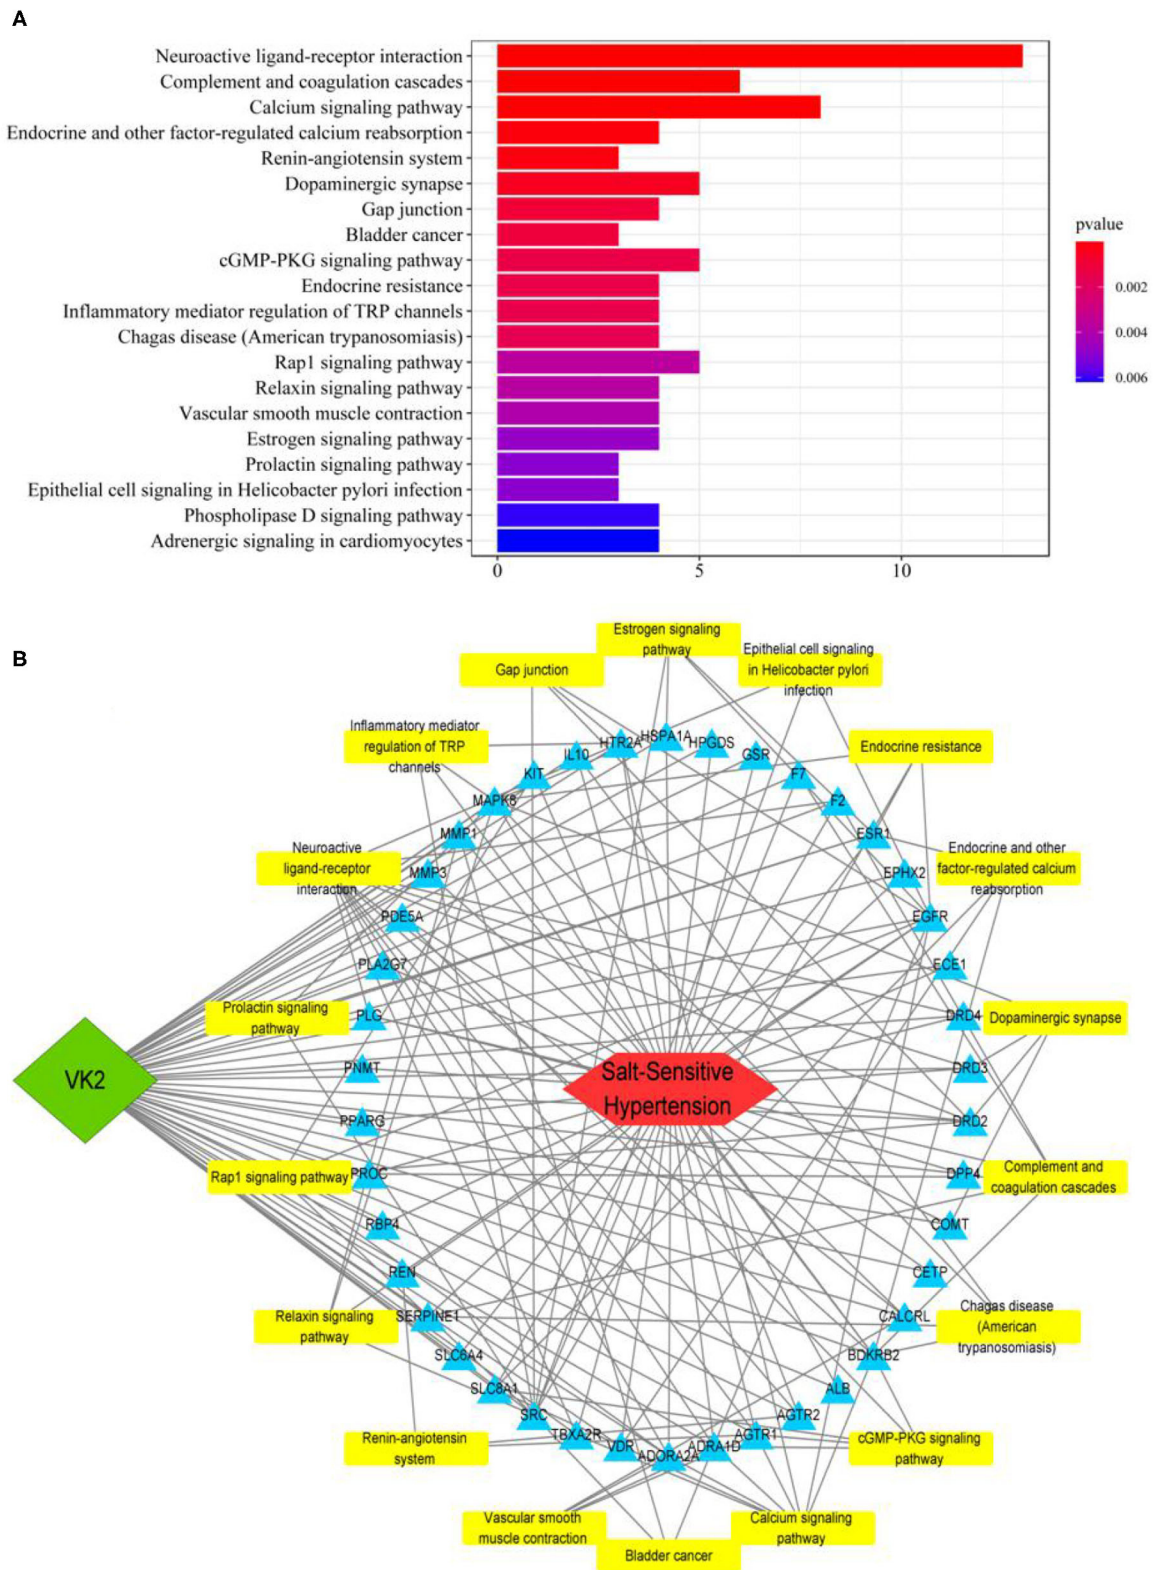 A
Neuroactive ligand-receptor interaction
Complement and coagulation cascades
Calcium signaling pathway
Endocrine and other factor-regulated calcium reabsorption
Renin-angiotensin system
Dopaminergic synapse
Gap junction
Bladder cancer
cGMP-PKG signaling pathway
Endocrine resistance
Inflammatory mediator regulation of TRP channels
Chagas disease (American trypanosomiasis)
Rap1 signaling pathway
Relaxin signaling pathway
Vascular smooth muscle contraction
Estrogen signaling pathway
Prolactin signaling pathway
Epithelial cell signaling in Helicobacter pylori infection
Phospholipase D signaling pathway
Adrenergic signaling in cardiomyocytes
0
5
10
pvalue
0.002
0.004
0.006
B
Estrogen signaling
pathway
Gap junction
Epithelial cell signaling
in Helicobacter pylori
infection
Inflammatory mediator
regulation of TRP
channels
Endocrine resistance
Neuroactive
ligand-receptor
interaction
Endocrine and other
factor-regulated calcium
reabsorption
Prolactin signaling
pathway
Dopaminergic synapse
VK2
Salt-Sensitive
Hypertension
Rap1 signaling pathway
Complement and
coagulation cascades
Relaxin signaling
pathway
Chagas disease
(American
trypanosomiasis)
Renin-angiotensin
system
cGMP-PKG signaling
pathway
Vascular smooth
muscle contraction
Calcium signaling
pathway
Bladder cancer
HSPA1A
HPGDS
GSR
F7
F2
ESR1
EPHX2
EGFR
ECE1
DRD4
DRD3
DRD2
DPP4
COMT
CETP
CALCRL
BDKRB2
ALB
AGTR2
AGTR1
ADRA1D
ADORA2A
VDR
TBXA2R
SRC
SLC8A1
SLC6A4
SERPINE1
REN
RBP4
PROC
PPARG
PNMT
PLG
PLA2G7
PDE5A
MMP3
MMP1
MAPK8
KIT
IL10
HTR2A